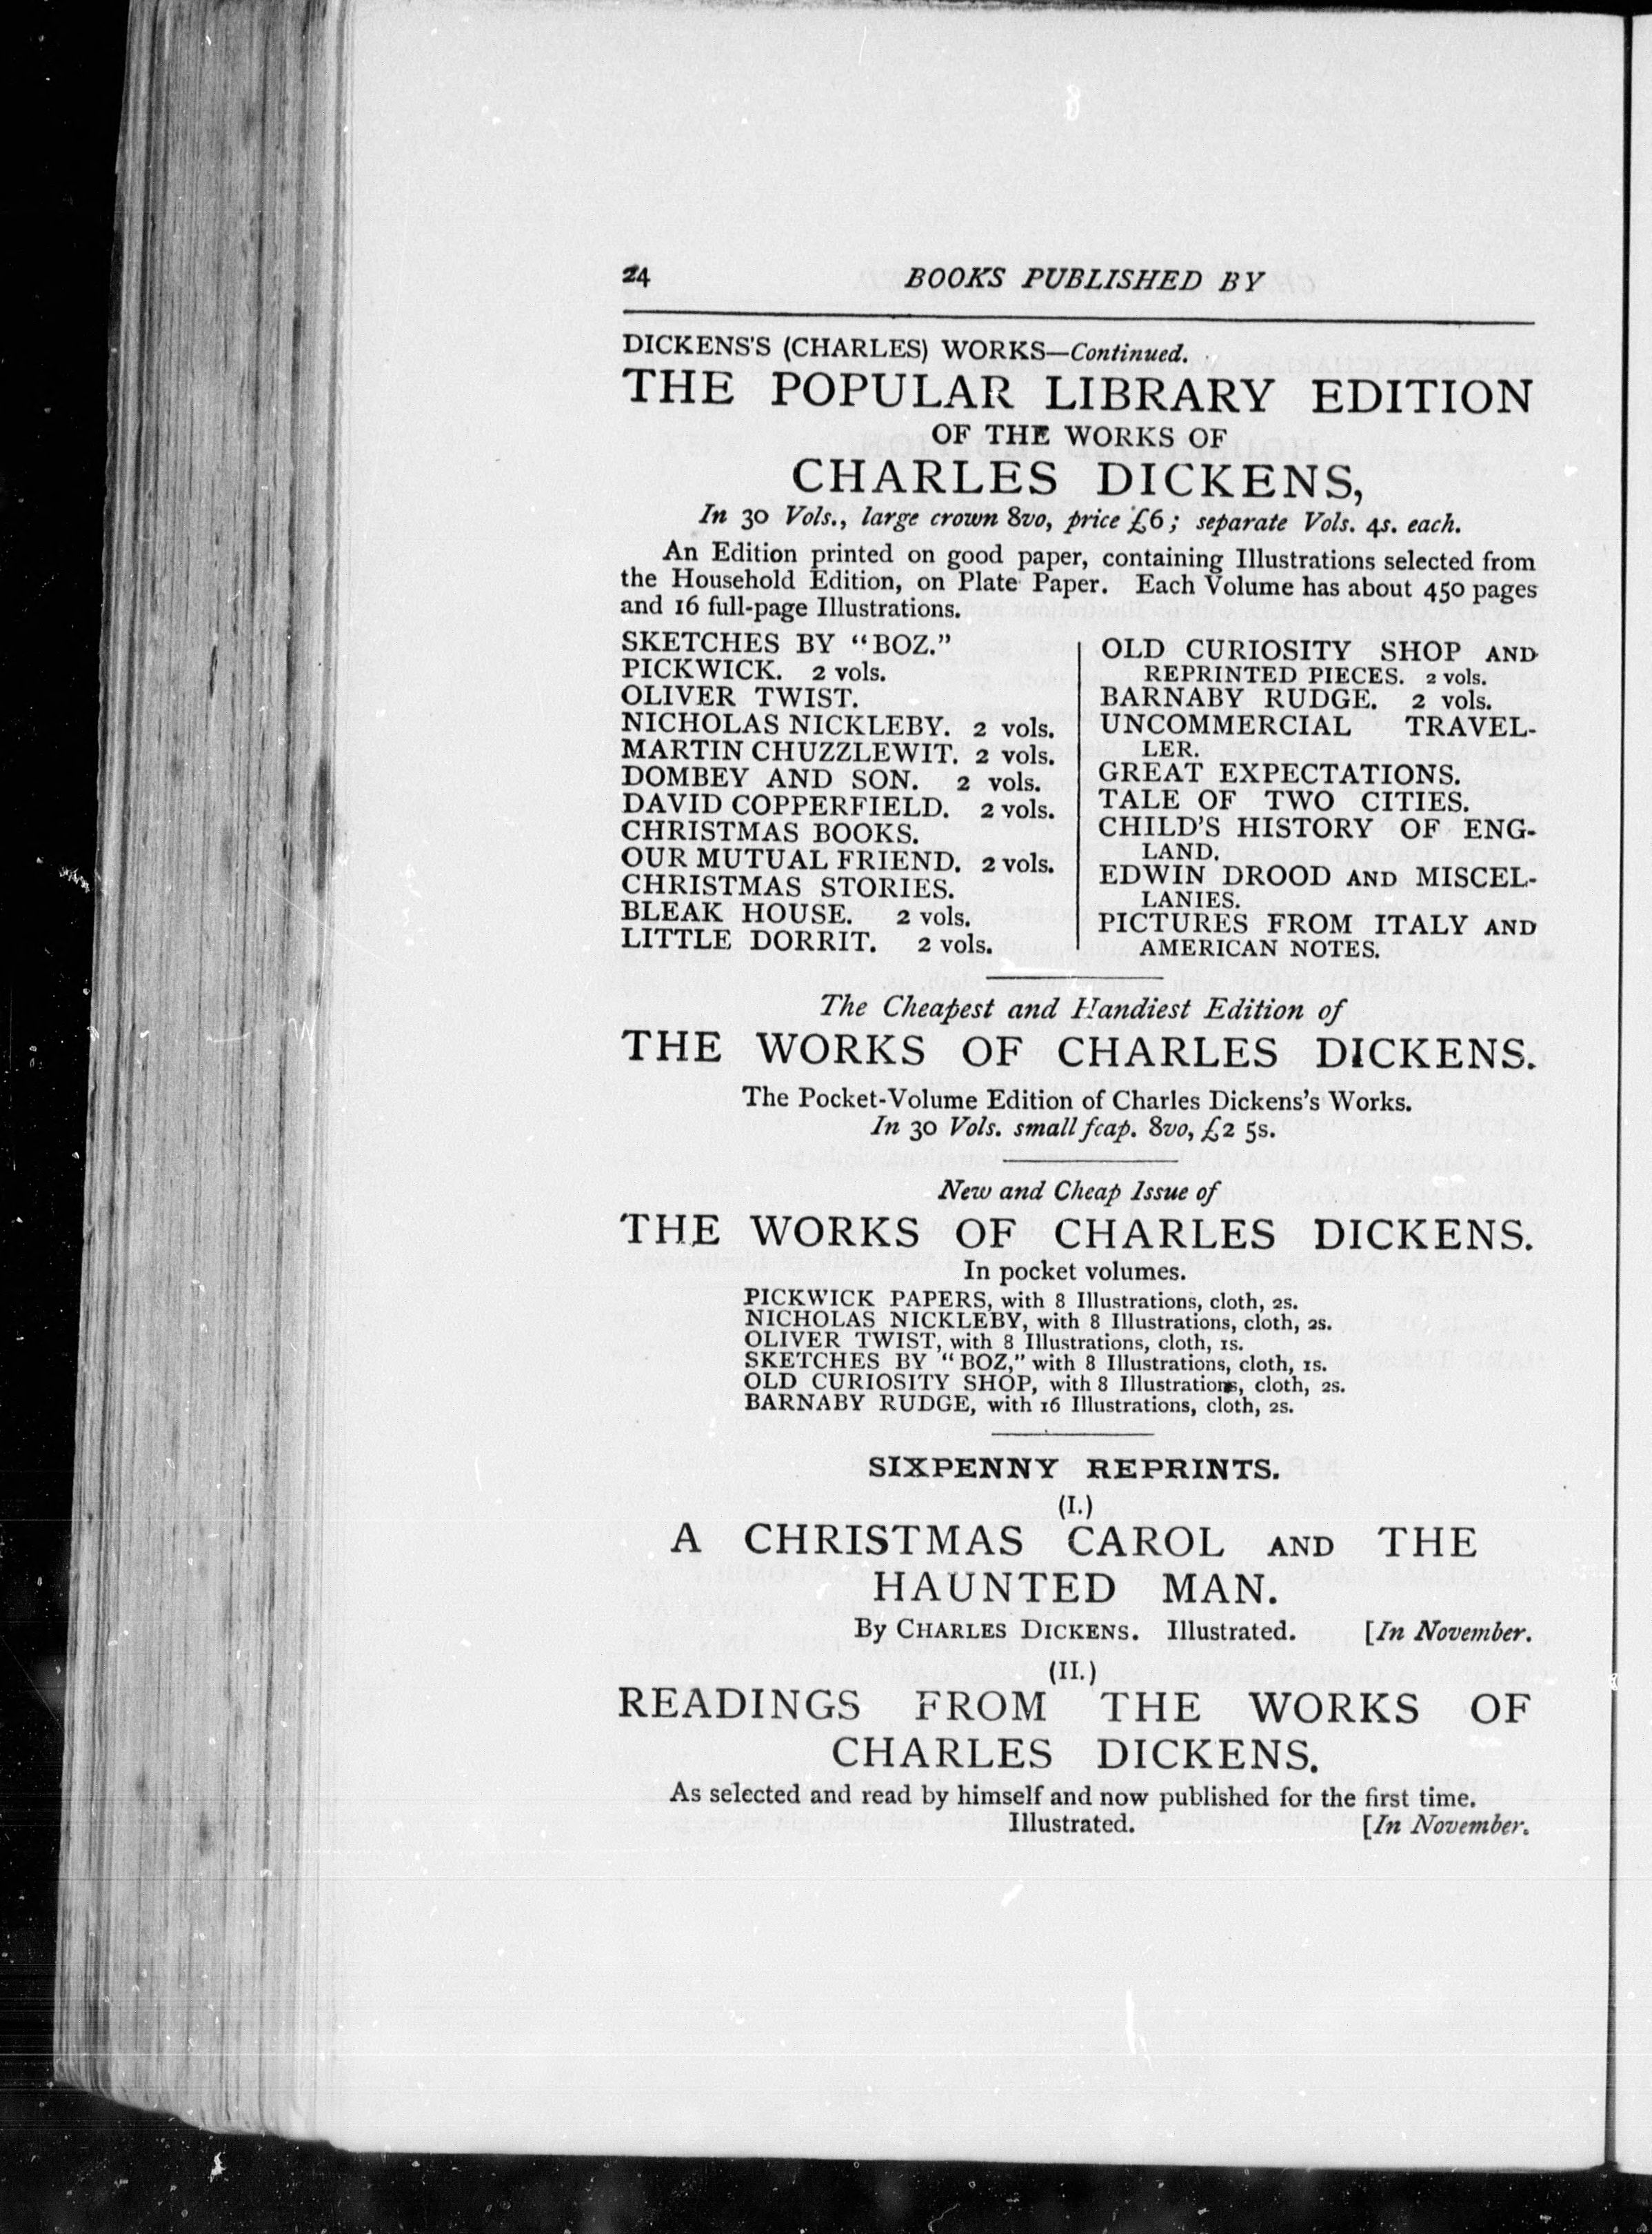 24 BOOKS PUBLISHED BY
DICKENS'S (CHARLES) WORKS—Continued.
THE POPULAR LIBRARY EDITION
OF THE WORKS OF
CHARLES DICKENS,
In 30 Vols., large crown 8vo, price £6; separate Vols. 4s. each.
An Edition printed on good paper, containing Illustrations selected from
the Household Edition, on Plate Paper. Each Volume has about 450 pages
and 16 full-page Illustrations.
SKETCHES BY "BOZ."
PICKWICK. 2 vols.
OLIVER TWIST.
NICHOLAS NICKLEBY. 2 vols.
MARTIN CHUZZLEWIT. 2 vols.
DOMBEY AND SON. 2 vols.
DAVID COPPERFIELD. 2 vols.
CHRISTMAS BOOKS.
OUR MUTUAL FRIEND. 2 vols.
CHRISTMAS STORIES.
BLEAK HOUSE. 2 vols.
LITTLE DORRIT. 2 vols.
OLD CURIOSITY SHOP AND
REPRINTED PIECES. 2 vols.
BARNABY RUDGE. 2 vols.
UNCOMMERCIAL TRAVEL-
LER.
GREAT EXPECTATIONS.
TALE OF TWO CITIES.
CHILD'S HISTORY OF ENG-
LAND.
EDWIN DROOD AND MISCEL-
LANIES.
PICTURES FROM ITALY AND
AMERICAN NOTES.
The Cheapest and Handiest Edition of
THE WORKS OF CHARLES DICKENS.
The Pocket-Volume Edition of Charles Dickens's Works.
In 30 Vols. small fcap. 8vo, £2 5s.
New and Cheap Issue of
THE WORKS OF CHARLES DICKENS.
In pocket volumes.
PICKWICK PAPERS, with 8 Illustrations, cloth, 2s.
NICHOLAS NICKLEBY, with 8 Illustrations, cloth, 2s.
OLIVER TWIST, with 8 Illustrations, cloth, 1s.
SKETCHES BY "BOZ," with 8 Illustrations, cloth, 1s.
OLD CURIOSITY SHOP, with 8 Illustrations, cloth, 2s.
BARNABY RUDGE, with 16 Illustrations, cloth, 2s.
SIXPENNY REPRINTS.
(I.)
A CHRISTMAS CAROL AND THE
HAUNTED MAN.
By CHARLES DICKENS. Illustrated. [In November.
(II.)
READINGS FROM THE WORKS OF
CHARLES DICKENS.
As selected and read by himself and now published for the first time.
Illustrated. [In November.